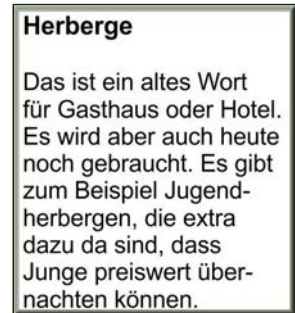 Herberge
Das ist ein altes Wort
für Gasthaus oder Hotel.
Es wird aber auch heute
noch gebraucht. Es gibt
zum Beispiel Jugend-
herbergen, die extra
dazu da sind, dass
Junge preiswert über-
nachten können.